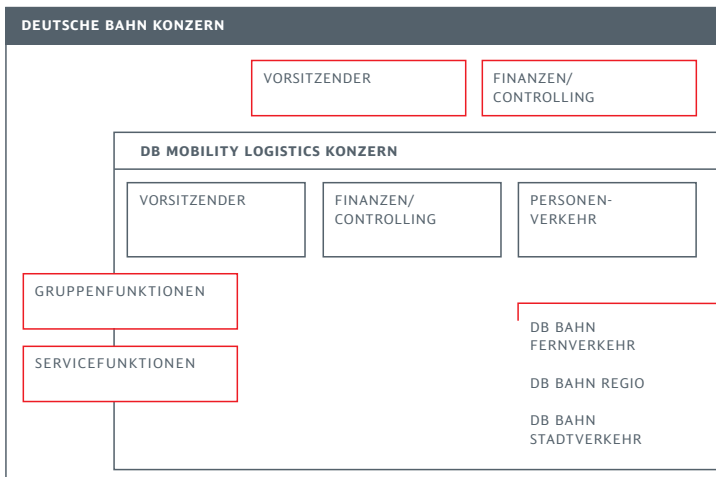 DEUTSCHE BAHN KONZERN
VORSITZENDER
FINANZEN/
CONTROLLING
DB MOBILITY LOGISTICS KONZERN
VORSITZENDER
FINANZEN/
CONTROLLING
PERSONEN-
VERKEHR
GRUPPENFUNKTIONEN
SERVICEFUNKTIONEN
DB BAHN
FERNVERKEHR
DB BAHN REGIO
DB BAHN
STADTVERKEHR